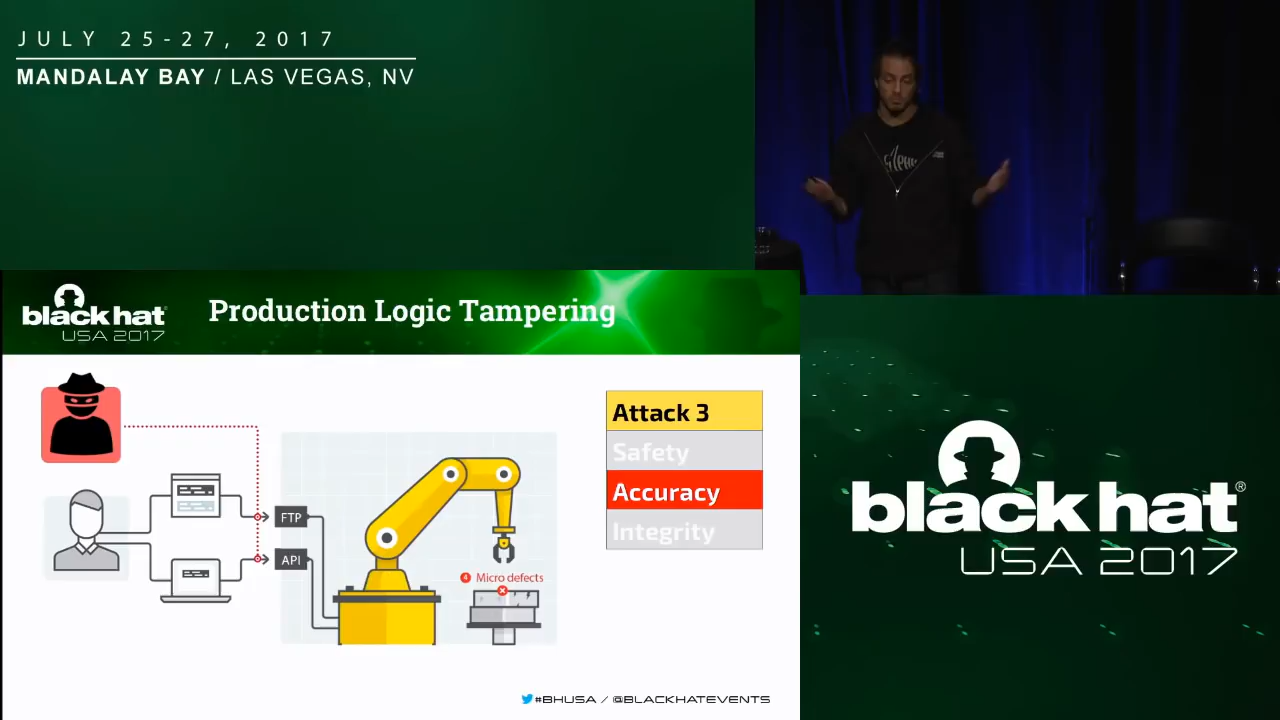 JULY 25-27, 2017
MANDALAY BAY / LAS VEGAS, NV
black hat
USA 2017
Production Logic Tampering
Attack 3
Safety
Accuracy
Integrity
FTP
API
4 Micro defects
#BHUSA / @BLACKHATEVENTS
black hat®
USA 2017